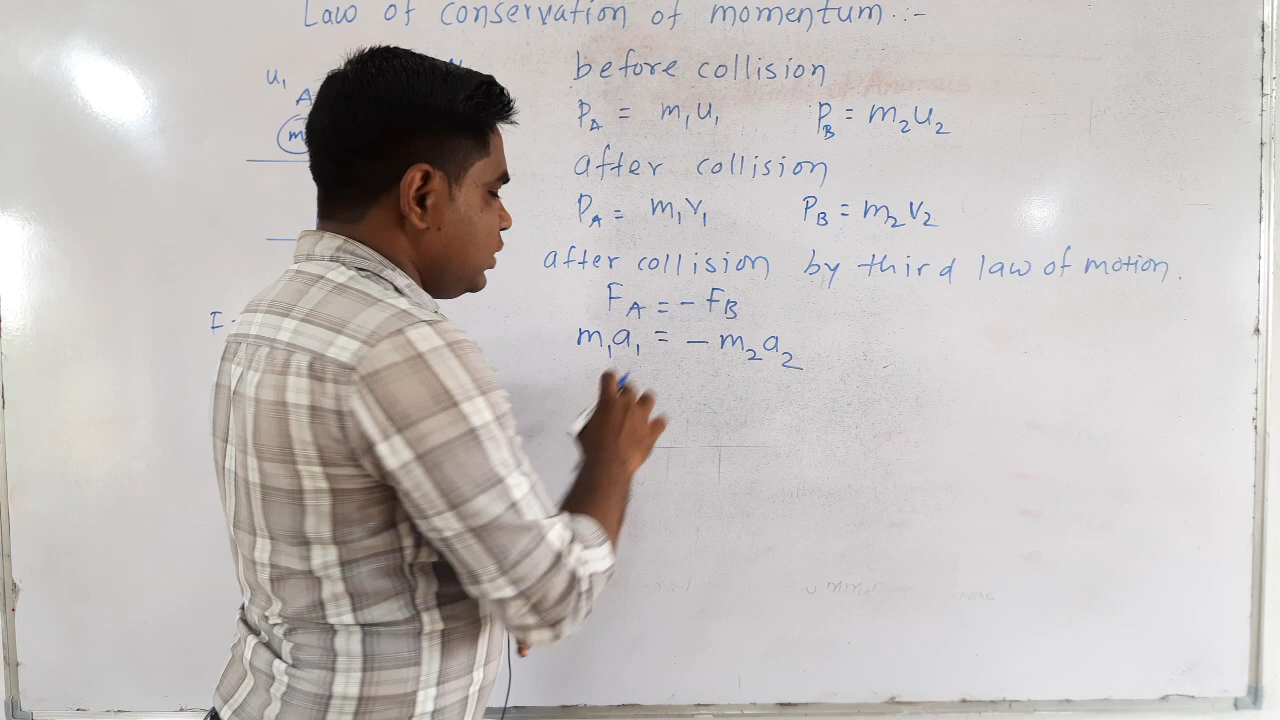 Law of conservation of momentum :-
u₁
A
m
before collision
P_A = m₁u₁ P_B = m₂u₂
after collision
P_A = m₁v₁ P_B = m₂v₂
after collision by third law of motion.
F_A = - F_B
m₁a₁ = - m₂a₂